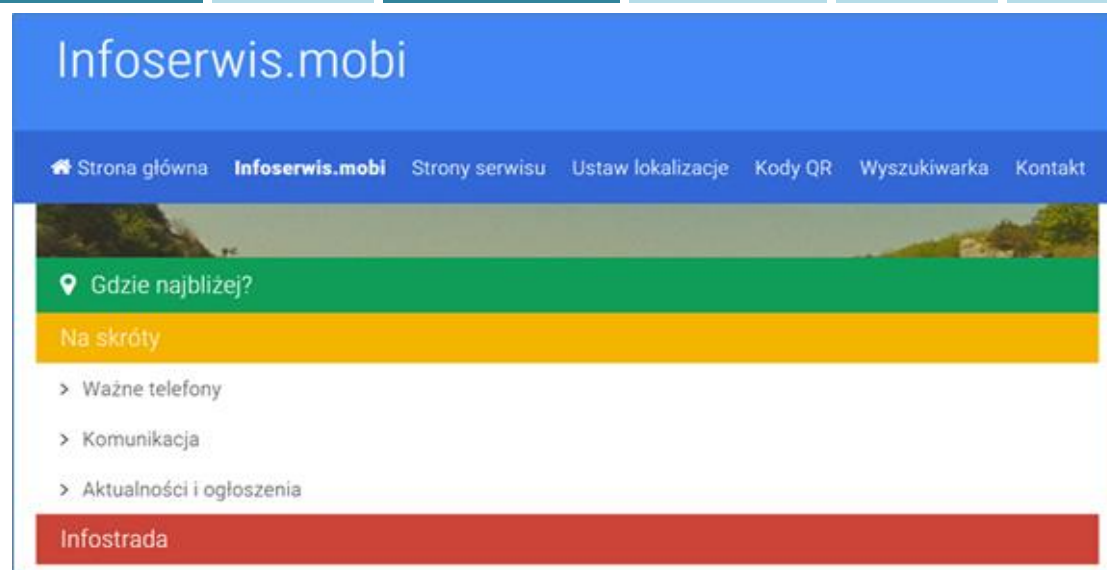 Infoserwis.mobi
Strona główna Infoserwis.mobi Strony serwisu Ustaw lokalizacje Kody QR Wyszukiwarka Kontakt
Gdzie najbliżej?
Na skróty
> Ważne telefony
> Komunikacja
> Aktualności i ogłoszenia
Infostrada